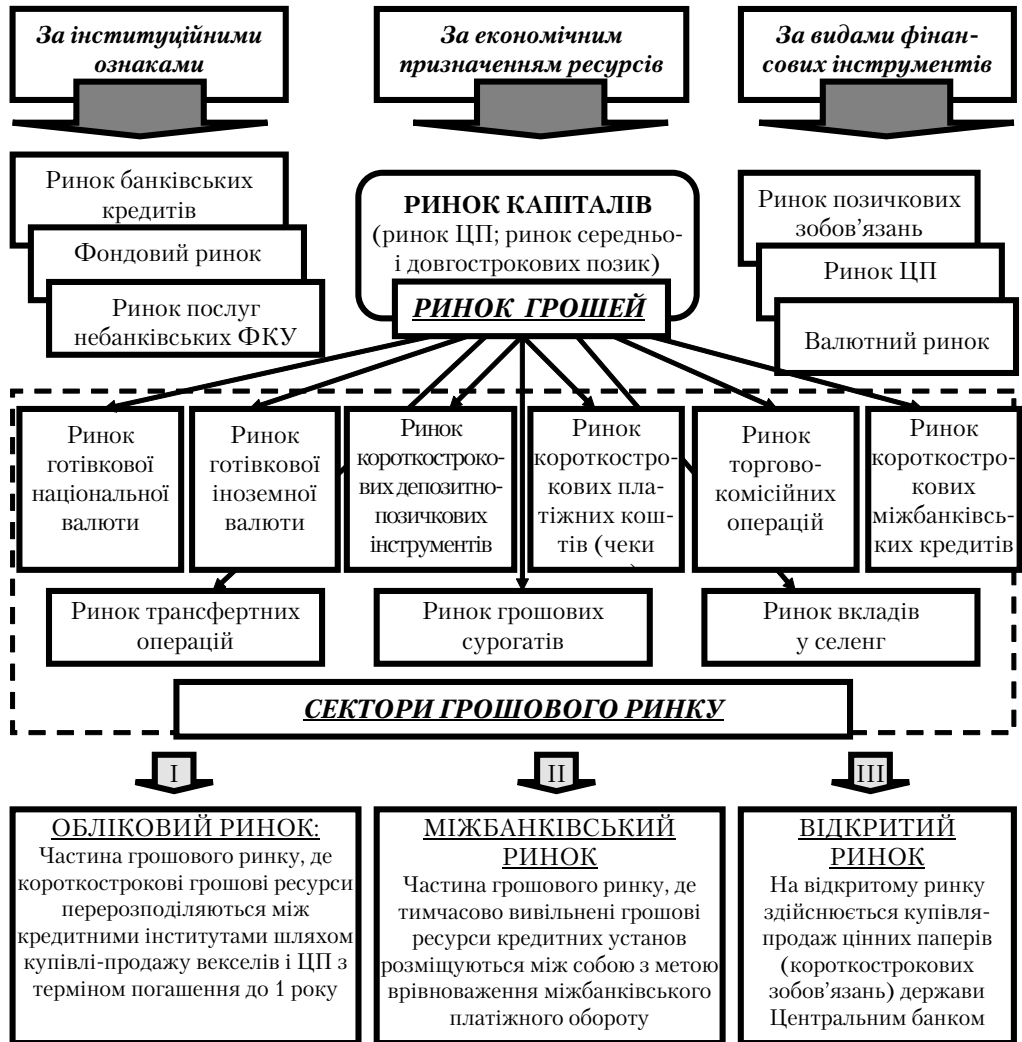 За інституційними
ознаками
За економічним
призначенням ресурсів
За видами фінан-
сових інструментів
Ринок банківських
кредитів
Фондовий ринок
Ринок послуг
небанківських ФКУ
РИНОК КАПІТАЛІВ
(ринок ЦП; ринок середньо-
і довгострокових позик)
РИНОК ГРОШЕЙ
Ринок позичкових
зобов’язань
Ринок ЦП
Валютний ринок
Ринок
готівкової
національної
валюти
Ринок
готівкової
іноземної
валюти
Ринок
короткостроко-
вих депозитно-
позичкових
інструментів
Ринок
короткостро-
кових пла-
тіжних кош-
тів (чеки
Ринок
торгово-
комісійних
операцій
Ринок
короткостро-
кових
міжбанківсь-
ких кредитів
Ринок трансфертних
операцій
Ринок грошових
сурогатів
Ринок вкладів
у селенг
СЕКТОРИ ГРОШОВОГО РИНКУ
I
II
III
ОБЛІКОВИЙ РИНОК:
Частина грошового ринку, де
короткострокові грошові ресурси
перерозподіляються між
кредитними інститутами шляхом
купівлі-продажу векселів і ЦП з
терміном погашення до 1 року
МІЖБАНКІВСЬКИЙ
РИНОК
Частина грошового ринку, де
тимчасово вивільнені грошові
ресурси кредитних установ
розміщуються між собою з метою
врівноваження міжбанківського
платіжного обороту
ВІДКРИТИЙ
РИНОК
На відкритому ринку
здійснюється купівля-
продаж цінних паперів
(короткострокових
зобов’язань) держави
Центральним банком